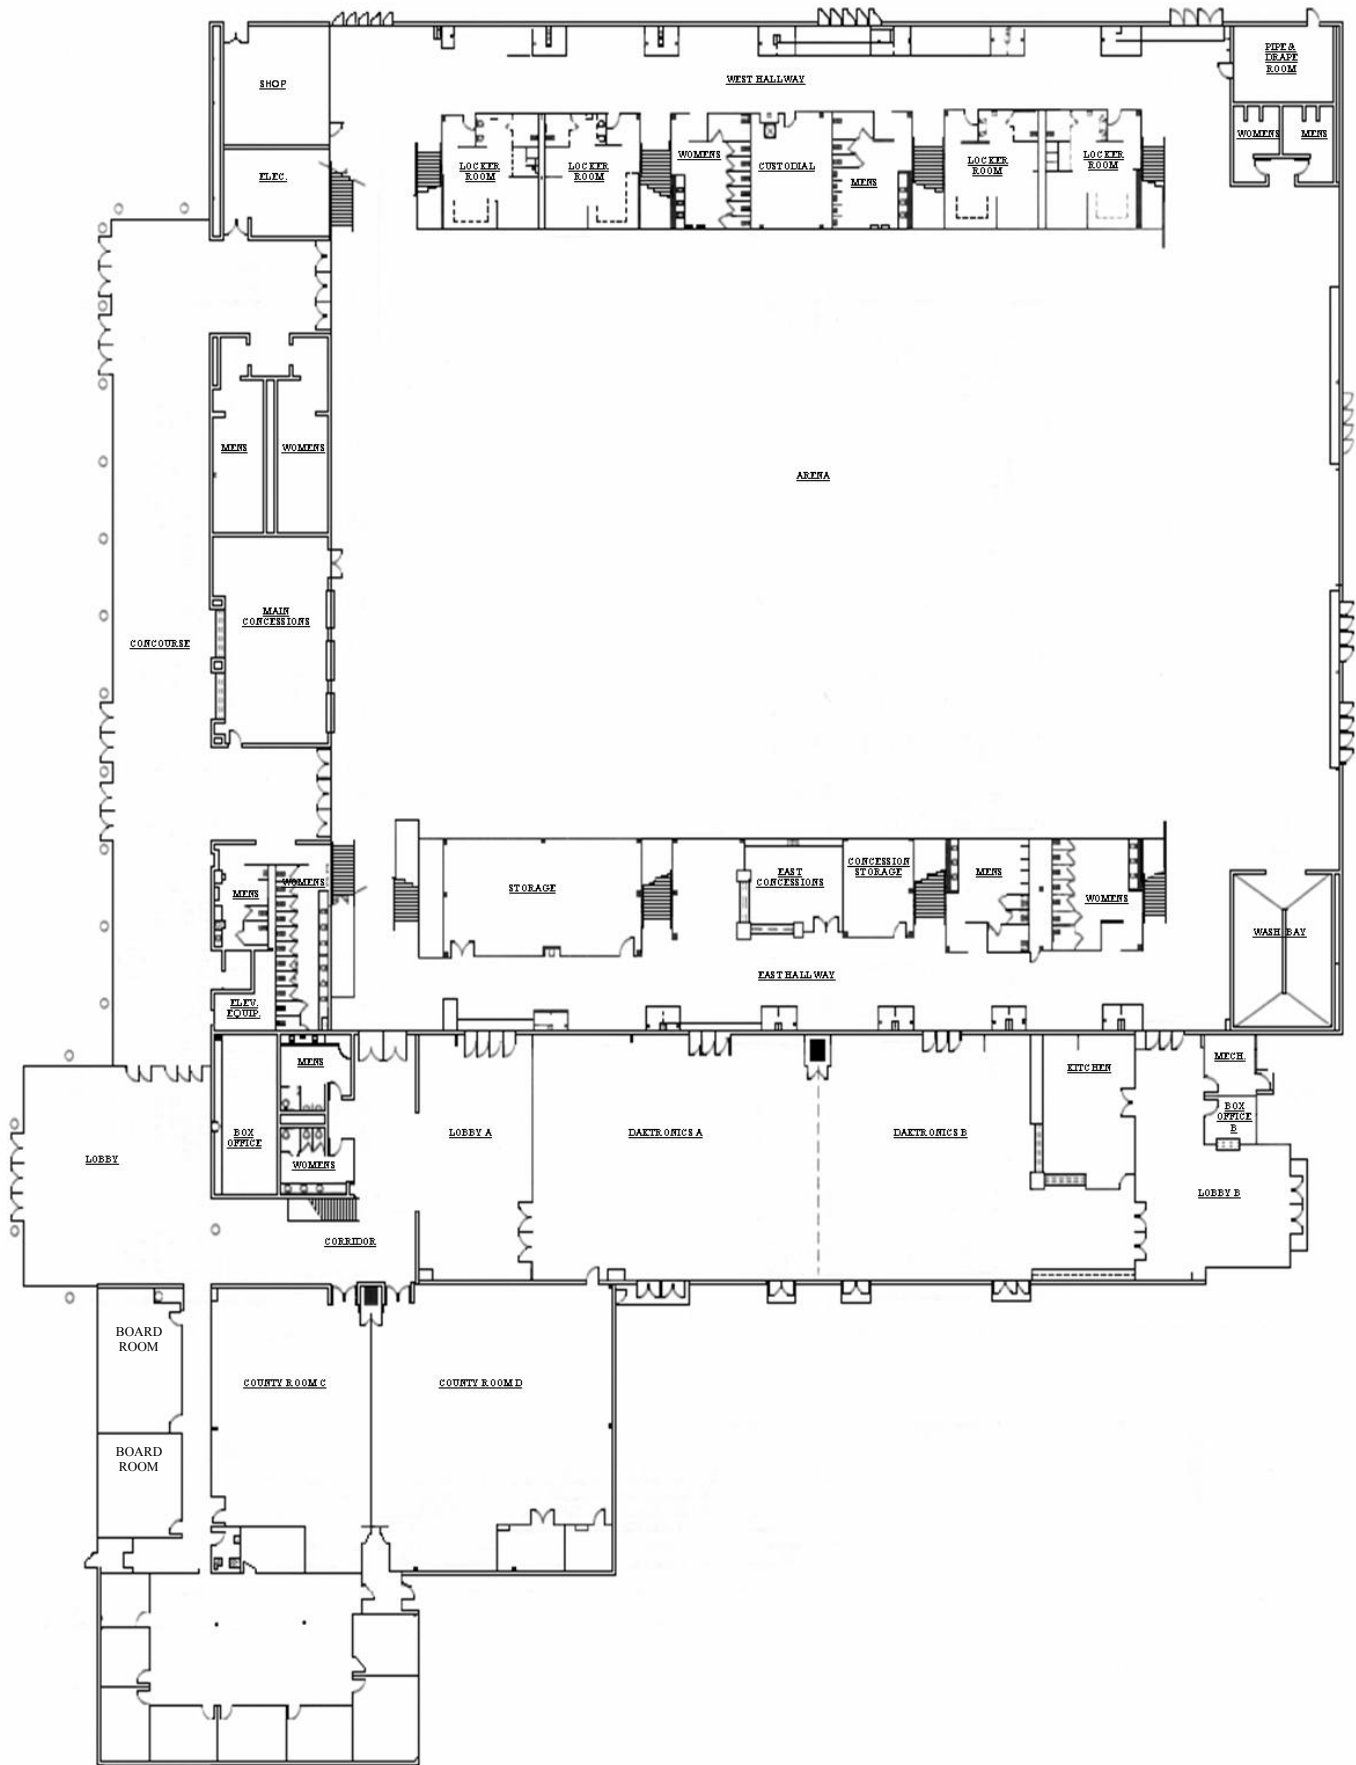 PIPE &
DRAPE
ROOM
SHOP
WEST HALLWAY
WOMENS
MENS
LOCKER
ROOM
LOCKER
ROOM
WOMENS
CUSTODIAL
MENS
LOCKER
ROOM
LOCKER
ROOM
ELEC.
MENS
WOMENS
ARENA
MAIN
CONCESSIONS
CONCOURSE
MENS
WOMENS
STORAGE
EAST
CONCESSIONS
CONCESSION
STORAGE
MENS
WOMENS
WASH BAY
EAST HALLWAY
ELEV.
EQUIP.
MENS
BOX
OFFICE
WOMENS
LOBBY
LOBBY A
DAKTRONICS A
DAKTRONICS B
KITCHEN
MECH.
BOX
OFFICE
B
LOBBY B
CORRIDOR
BOARD
ROOM
COUNTY ROOM C
COUNTY ROOM D
BOARD
ROOM